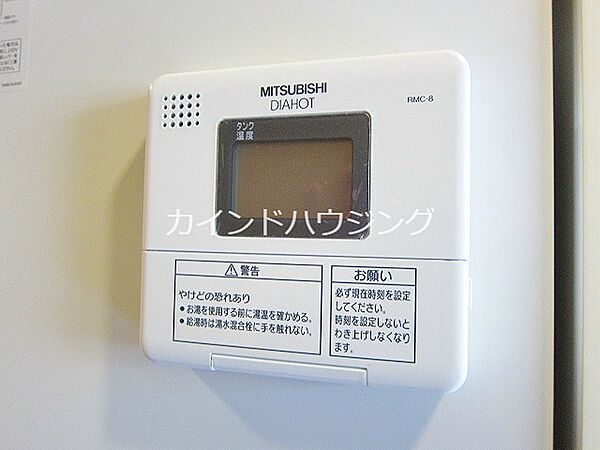 MITSUBISHI
DIAHOT
RMC-8
タンク
温度
カインドハウジング
⚠警告
やけどの恐れあり
●お湯を使用する前に湯温を確かめる。
●給湯時は湯水混合栓に手を触れない。
お願い
必ず現在時刻を設定
してください。
時刻を設定しないと
わき上げしなくなり
ます。